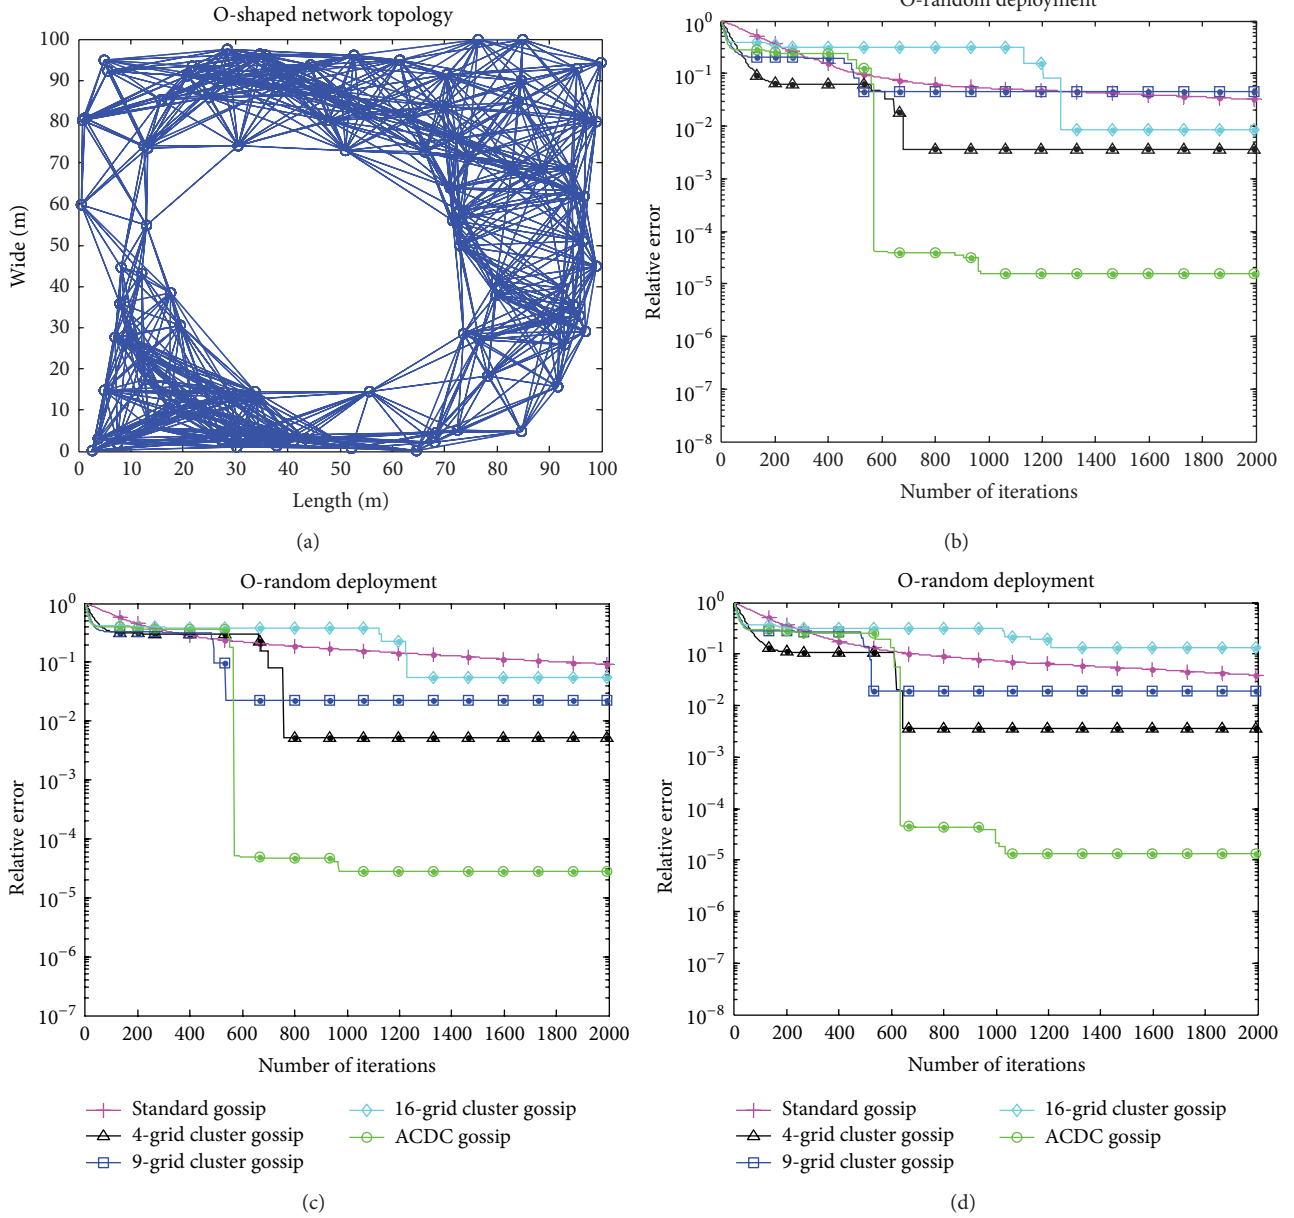 O-shaped network topology
100
90
80
70
60
50
40
30
20
10
0
Wide (m)
0 10 20 30 40 50 60 70 80 90 100
Length (m)
(a)
O-random deployment
10^0
10^-1
10^-2
10^-3
10^-4
10^-5
10^-6
10^-7
10^-8
Relative error
0 200 400 600 800 1000 1200 1400 1600 1800 2000
Number of iterations
(b)
O-random deployment
10^0
10^-1
10^-2
10^-3
10^-4
10^-5
10^-6
10^-7
Relative error
0 200 400 600 800 1000 1200 1400 1600 1800 2000
Number of iterations
Standard gossip
4-grid cluster gossip
9-grid cluster gossip
16-grid cluster gossip
ACDC gossip
(c)
O-random deployment
10^0
10^-1
10^-2
10^-3
10^-4
10^-5
10^-6
10^-7
10^-8
Relative error
0 200 400 600 800 1000 1200 1400 1600 1800 2000
Number of iterations
Standard gossip
4-grid cluster gossip
9-grid cluster gossip
16-grid cluster gossip
ACDC gossip
(d)